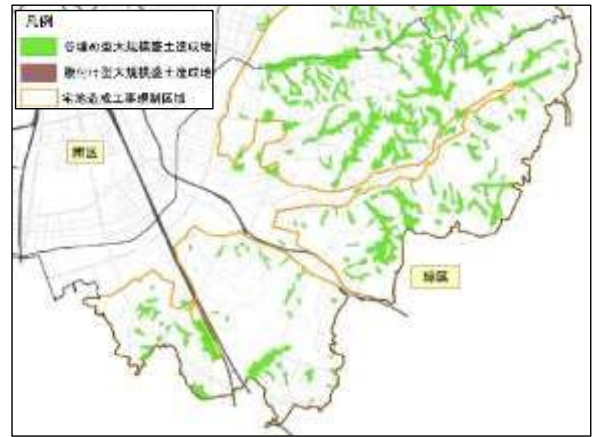 凡例
谷埋め型大規模盛土造成地
腹付け型大規模盛土造成地
宅地造成工事規制区域
南区
緑区